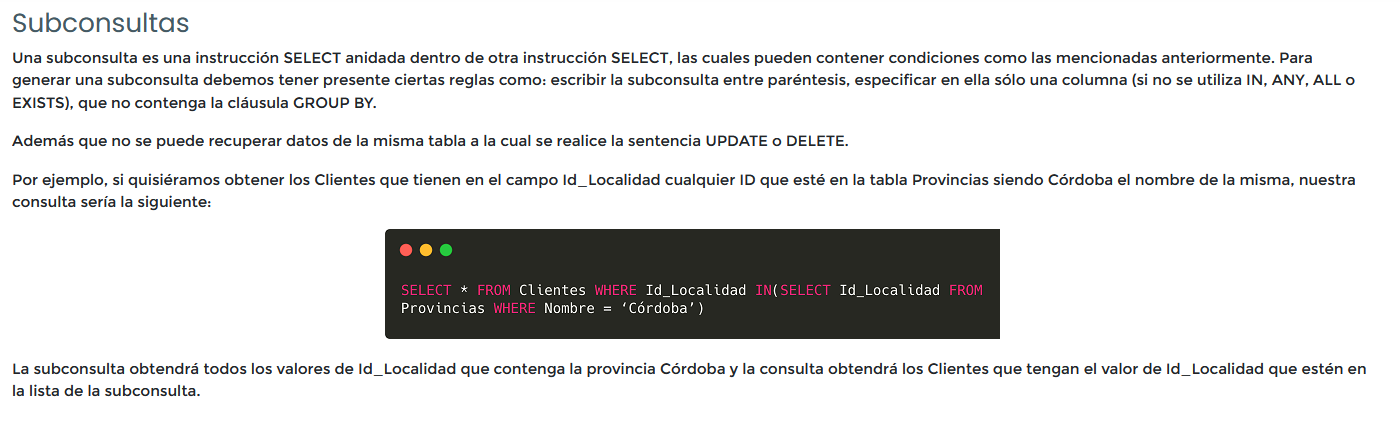 Subconsultas
Una subconsulta es una instrucción SELECT anidada dentro de otra instrucción SELECT, las cuales pueden contener condiciones como las mencionadas anteriormente. Para
generar una subconsulta debemos tener presente ciertas reglas como: escribir la subconsulta entre paréntesis, especificar en ella sólo una columna (si no se utiliza IN, ANY, ALL o
EXISTS), que no contenga la cláusula GROUP BY.
Además que no se puede recuperar datos de la misma tabla a la cual se realice la sentencia UPDATE o DELETE.
Por ejemplo, si quisiéramos obtener los Clientes que tienen en el campo Id_Localidad cualquier ID que esté en la tabla Provincias siendo Córdoba el nombre de la misma, nuestra
consulta sería la siguiente:
SELECT * FROM Clientes WHERE Id_Localidad IN(SELECT Id_Localidad FROM
Provincias WHERE Nombre = ‘Córdoba’)
La subconsulta obtendrá todos los valores de Id_Localidad que contenga la provincia Córdoba y la consulta obtendrá los Clientes que tengan el valor de Id_Localidad que estén en
la lista de la subconsulta.